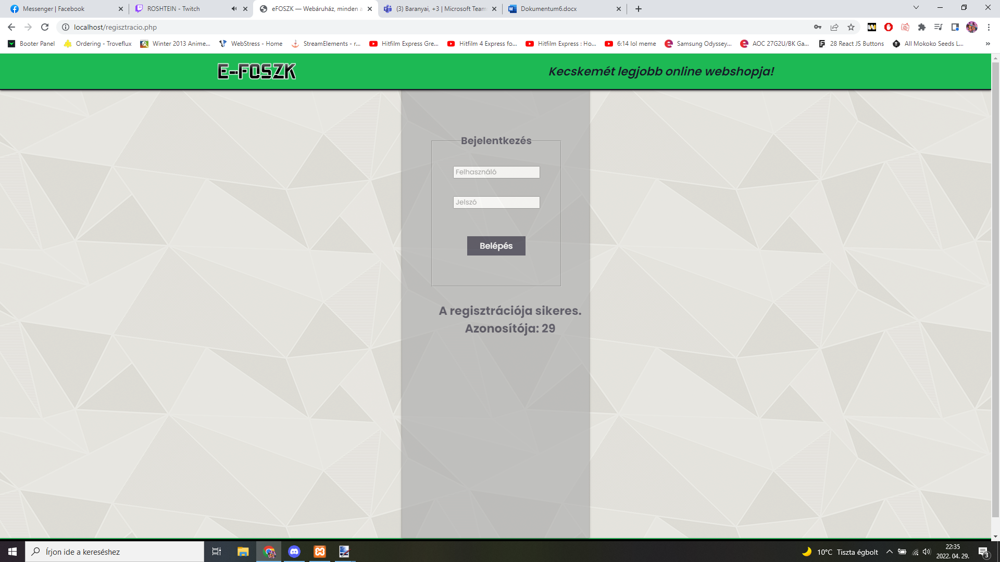 Messenger | Facebook
ROSHTEIN - Twitch
eFOSZK — Webáruház, minden a
(3) Baranyai, +3 | Microsoft Team
Dokumentum6.docx
localhost/regisztracio.php
Booter Panel
Ordering - Troveflux
Winter 2013 Anime...
WebStress - Home
StreamElements - r...
Hitfilm Express Gre...
Hitfilm 4 Express fo...
Hitfilm Express : Ho...
6:14 lol meme
Samsung Odyssey...
AOC 27G2U/BK Ga...
28 React JS Buttons
All Mokoko Seeds L...
»
E-FOSZK
Kecskemét legjobb online webshopja!
Bejelentkezés
Felhasználó
Jelszó
Belépés
A regisztrációja sikeres.
Azonosítója: 29
Írjon ide a kereséshez
10°C Tiszta égbolt
22:35
2022. 04. 29.
3